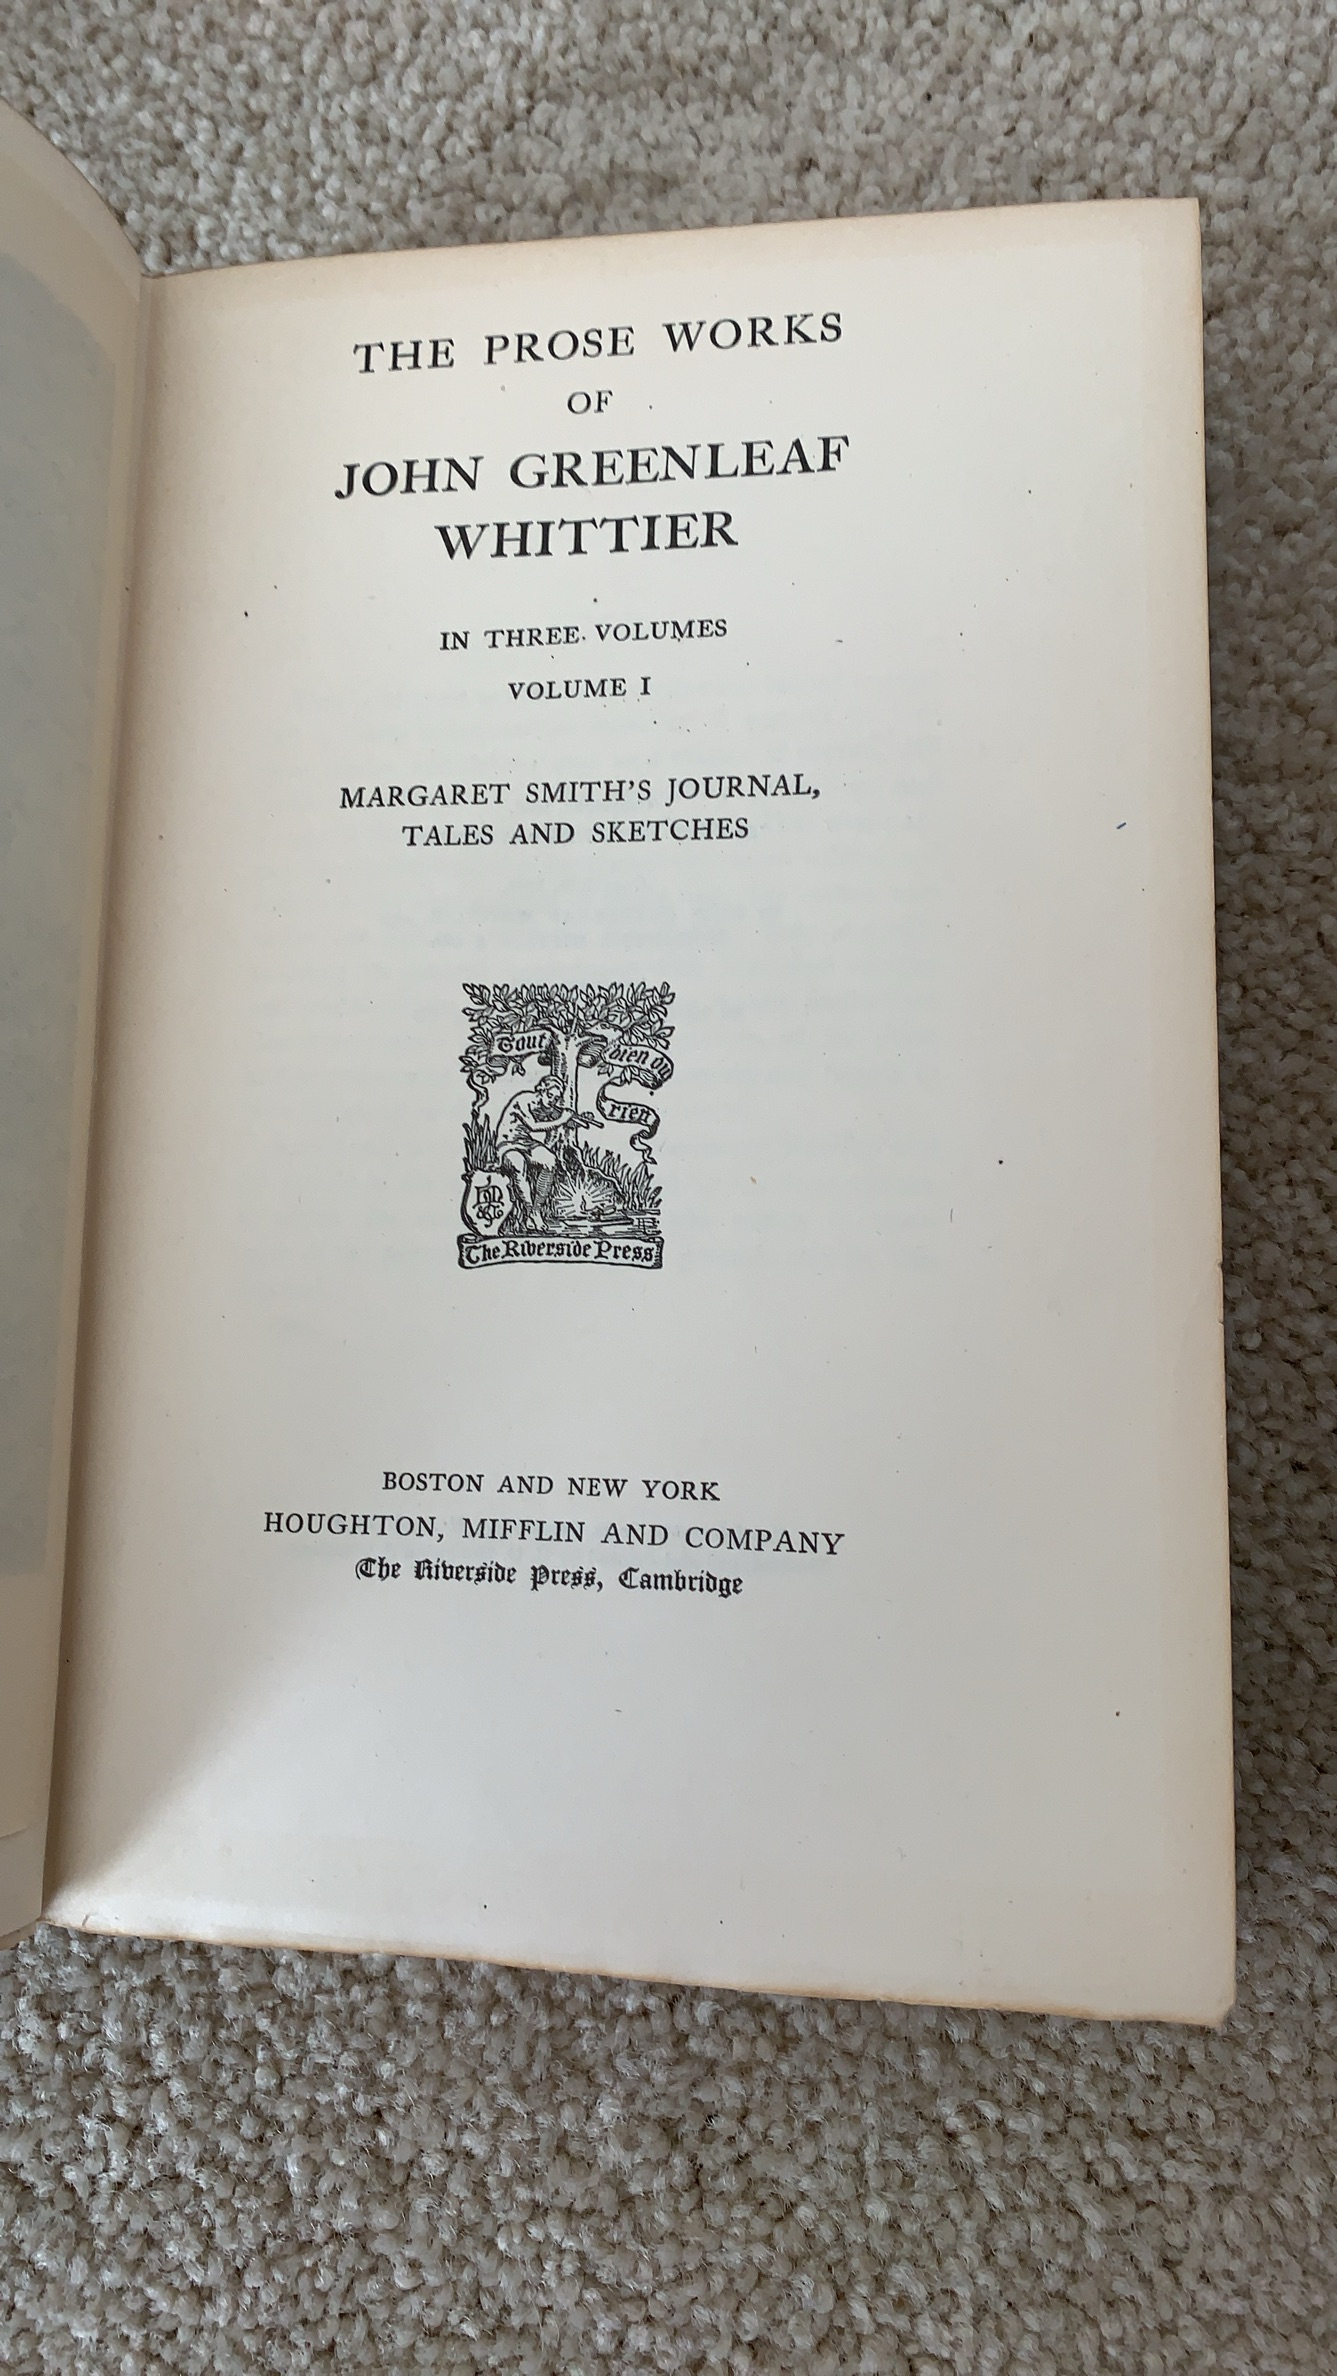 THE PROSE WORKS
OF
JOHN GREENLEAF
WHITTIER
IN THREE VOLUMES
VOLUME I
MARGARET SMITH'S JOURNAL,
TALES AND SKETCHES
Tout bien ou
rien
The Riverside Press
BOSTON AND NEW YORK
HOUGHTON, MIFFLIN AND COMPANY
The Riverside Press, Cambridge